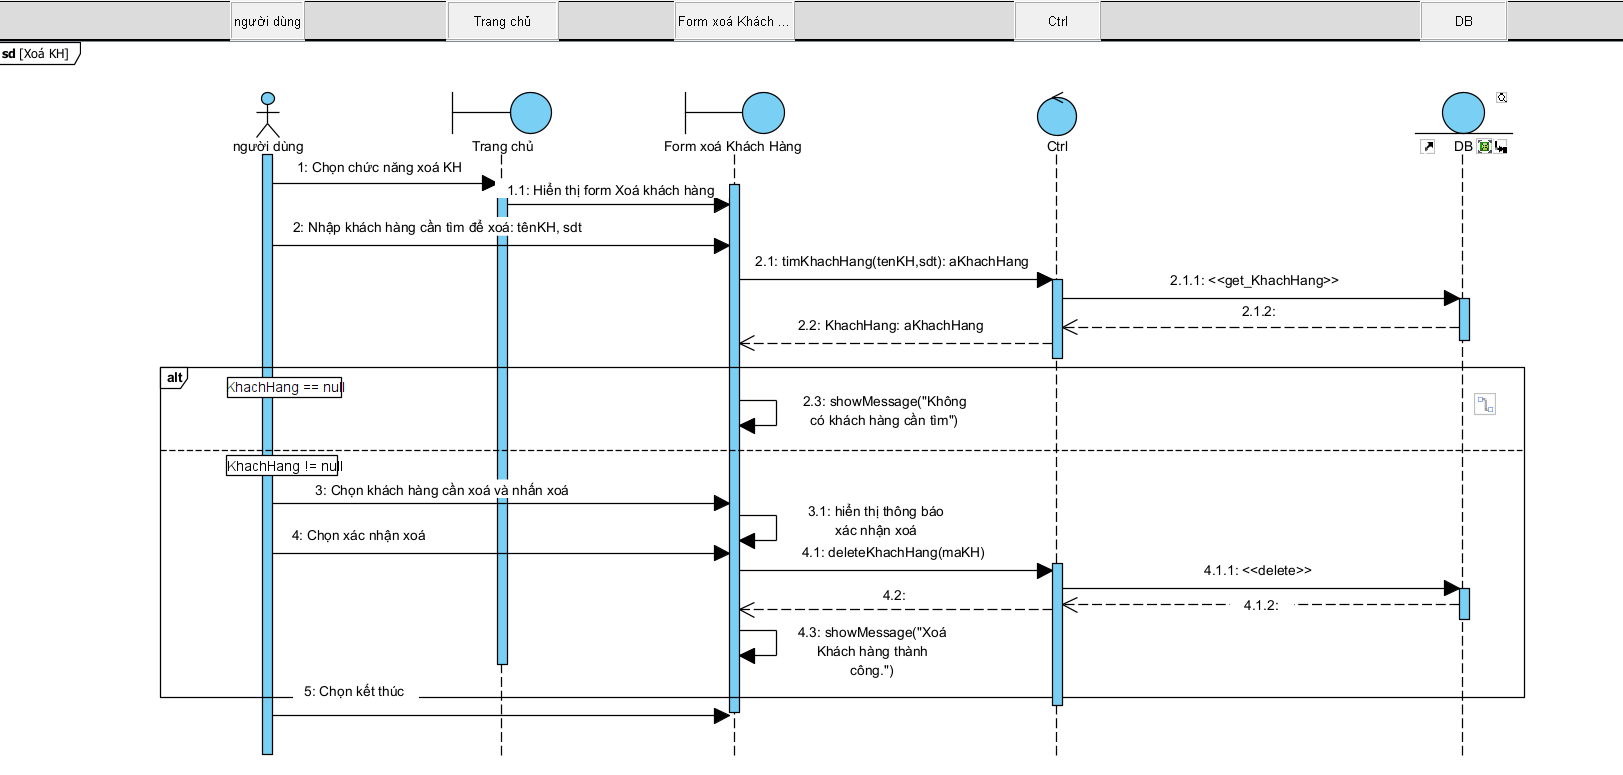 người dùng
Trang chủ
Form xoá Khách ...
Ctrl
DB
sd [Xoá KH]
người dùng
Trang chủ
Form xoá Khách Hàng
Ctrl
DB
1: Chọn chức năng xoá KH
1.1: Hiển thị form Xoá khách hàng
2: Nhập khách hàng cần tìm để xoá: tênKH, sdt
2.1: timKhachHang(tenKH,sdt): aKhachHang
2.1.1: <<get_KhachHang>>
2.1.2:
2.2: KhachHang: aKhachHang
alt
KhachHang == null
2.3: showMessage("Không
có khách hàng cần tìm")
KhachHang != null
3: Chọn khách hàng cần xoá và nhấn xoá
3.1: hiển thị thông báo
xác nhận xoá
4: Chọn xác nhận xoá
4.1: deleteKhachHang(maKH)
4.1.1: <<delete>>
4.2:
4.1.2:
4.3: showMessage("Xoá
Khách hàng thành
công.")
5: Chọn kết thúc